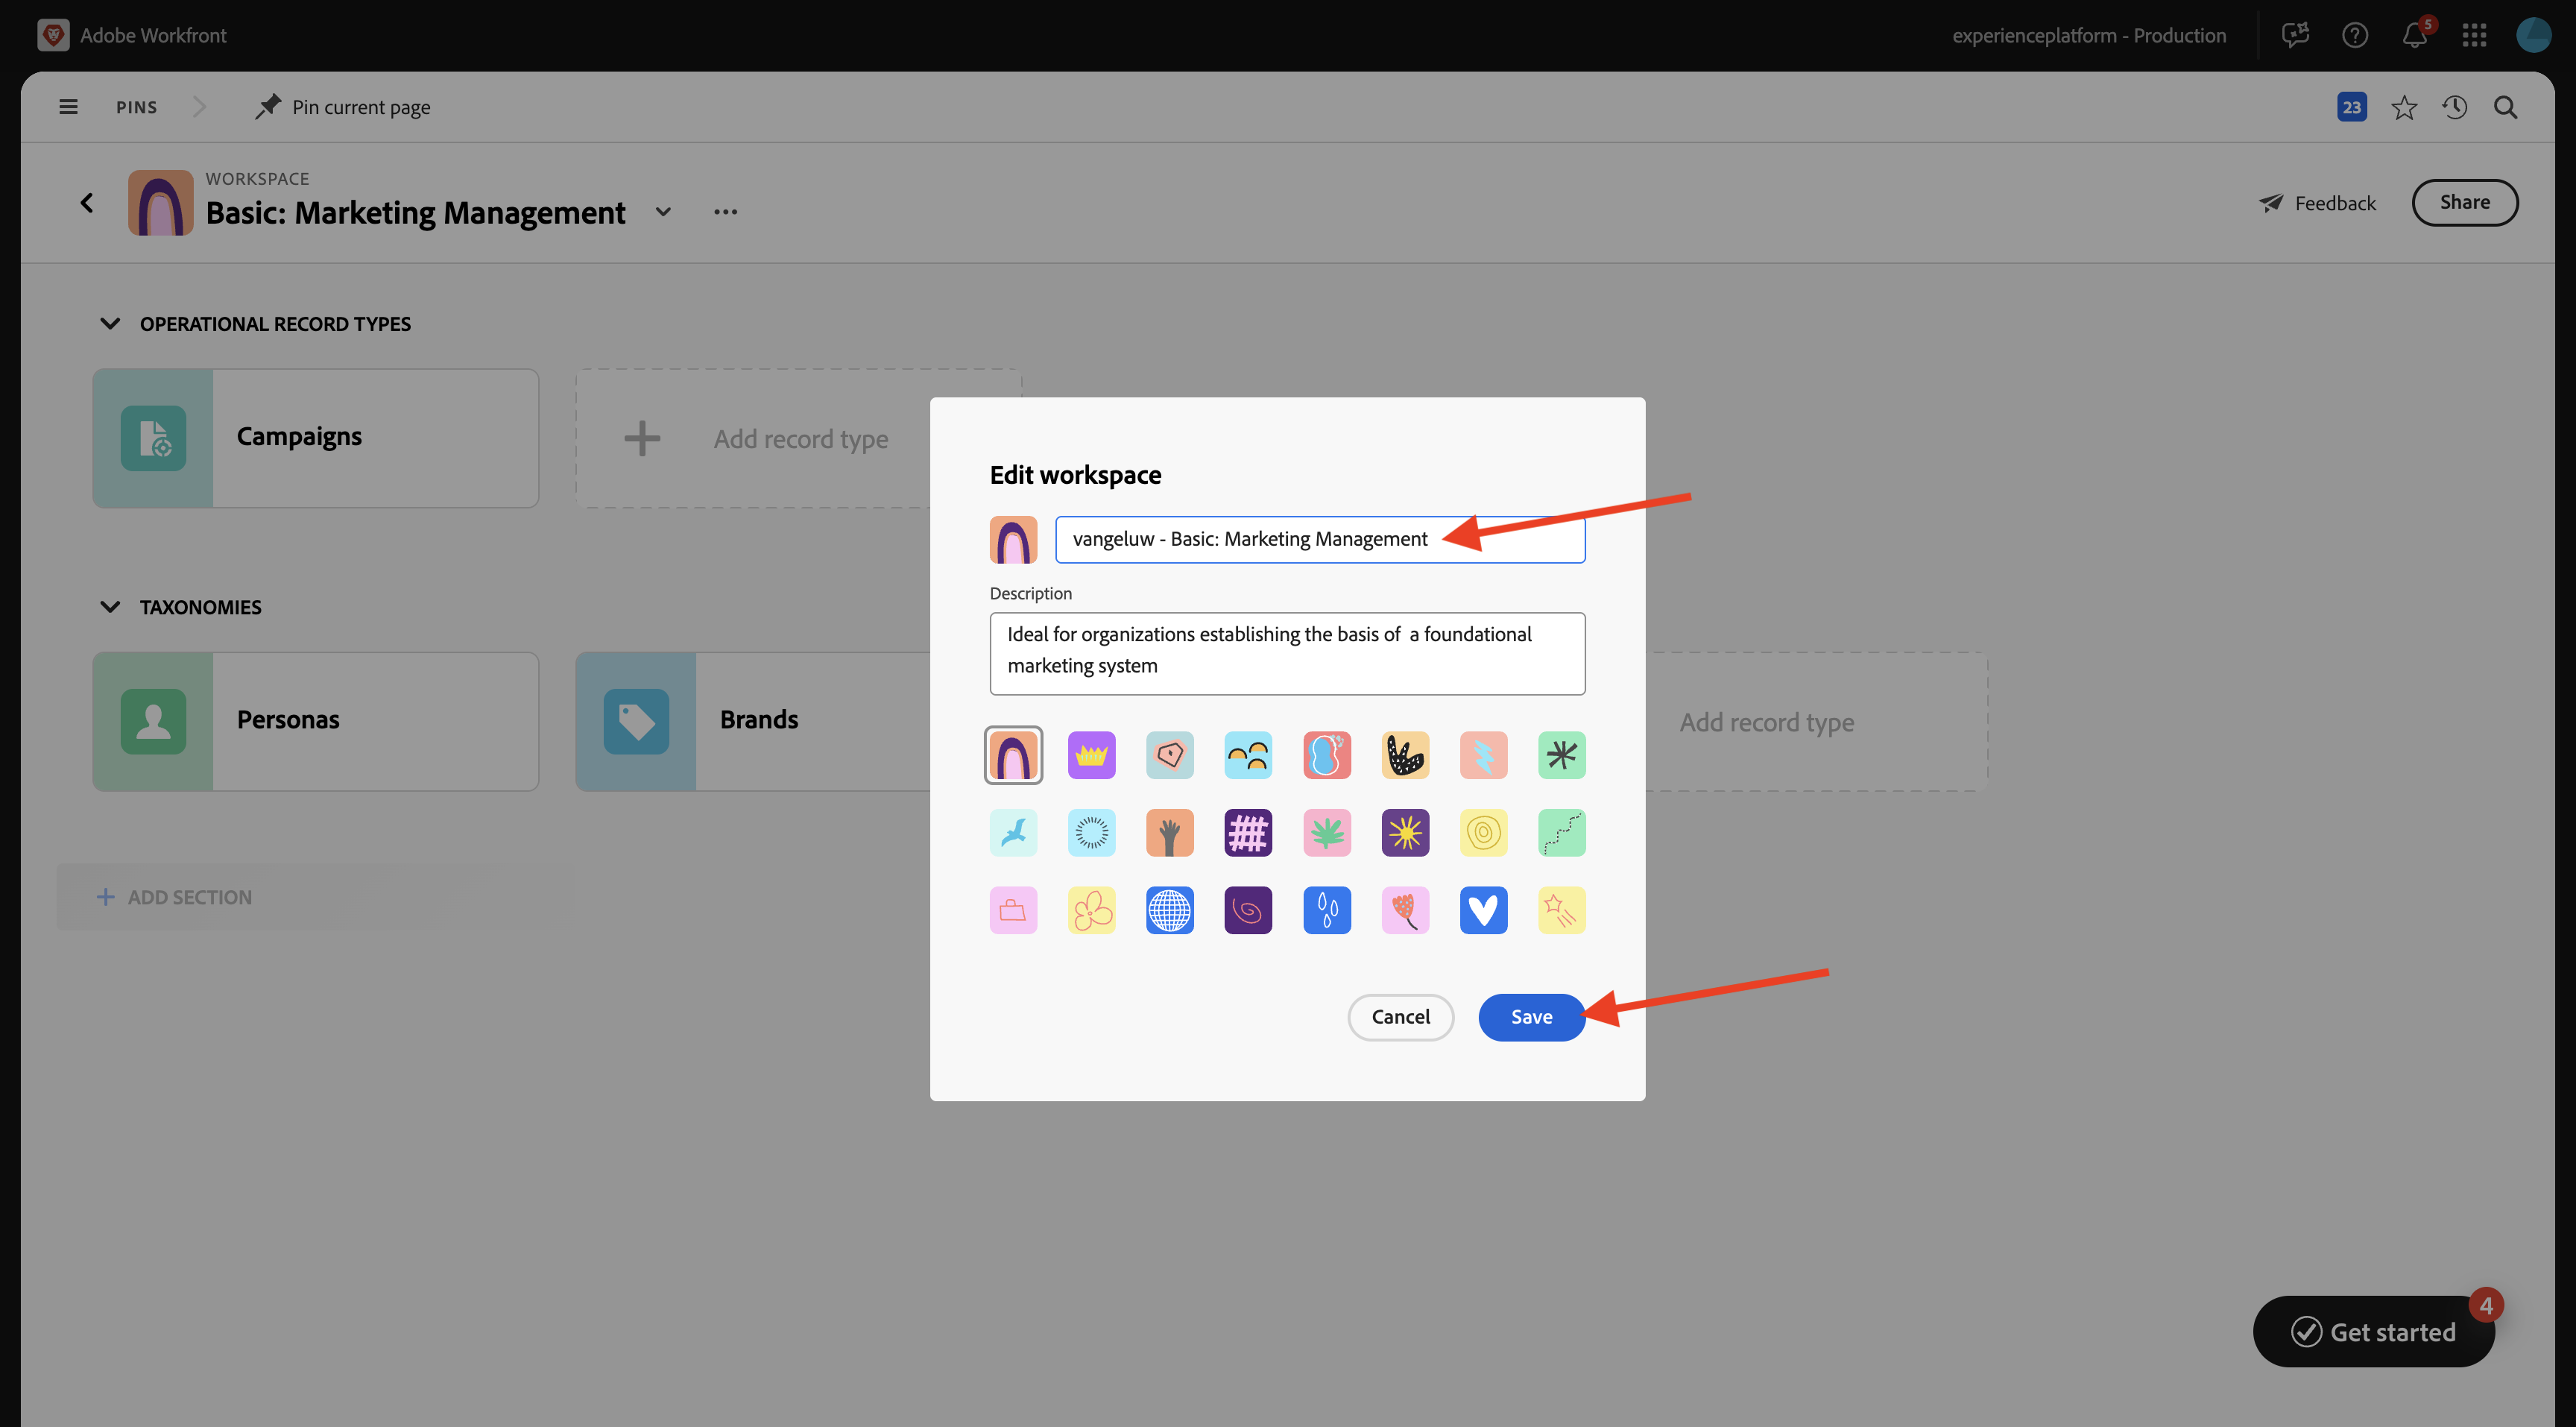 Adobe Workfront
experienceplatform - Production
5
PINS
Pin current page
23
WORKSPACE
Basic: Marketing Management
Feedback
Share
OPERATIONAL RECORD TYPES
Campaigns
Add record type
Edit workspace
vangeluw - Basic: Marketing Management
Description
Ideal for organizations establishing the basis of  a foundational
marketing system
TAXONOMIES
Personas
Brands
Add record type
ADD SECTION
Cancel
Save
4
Get started